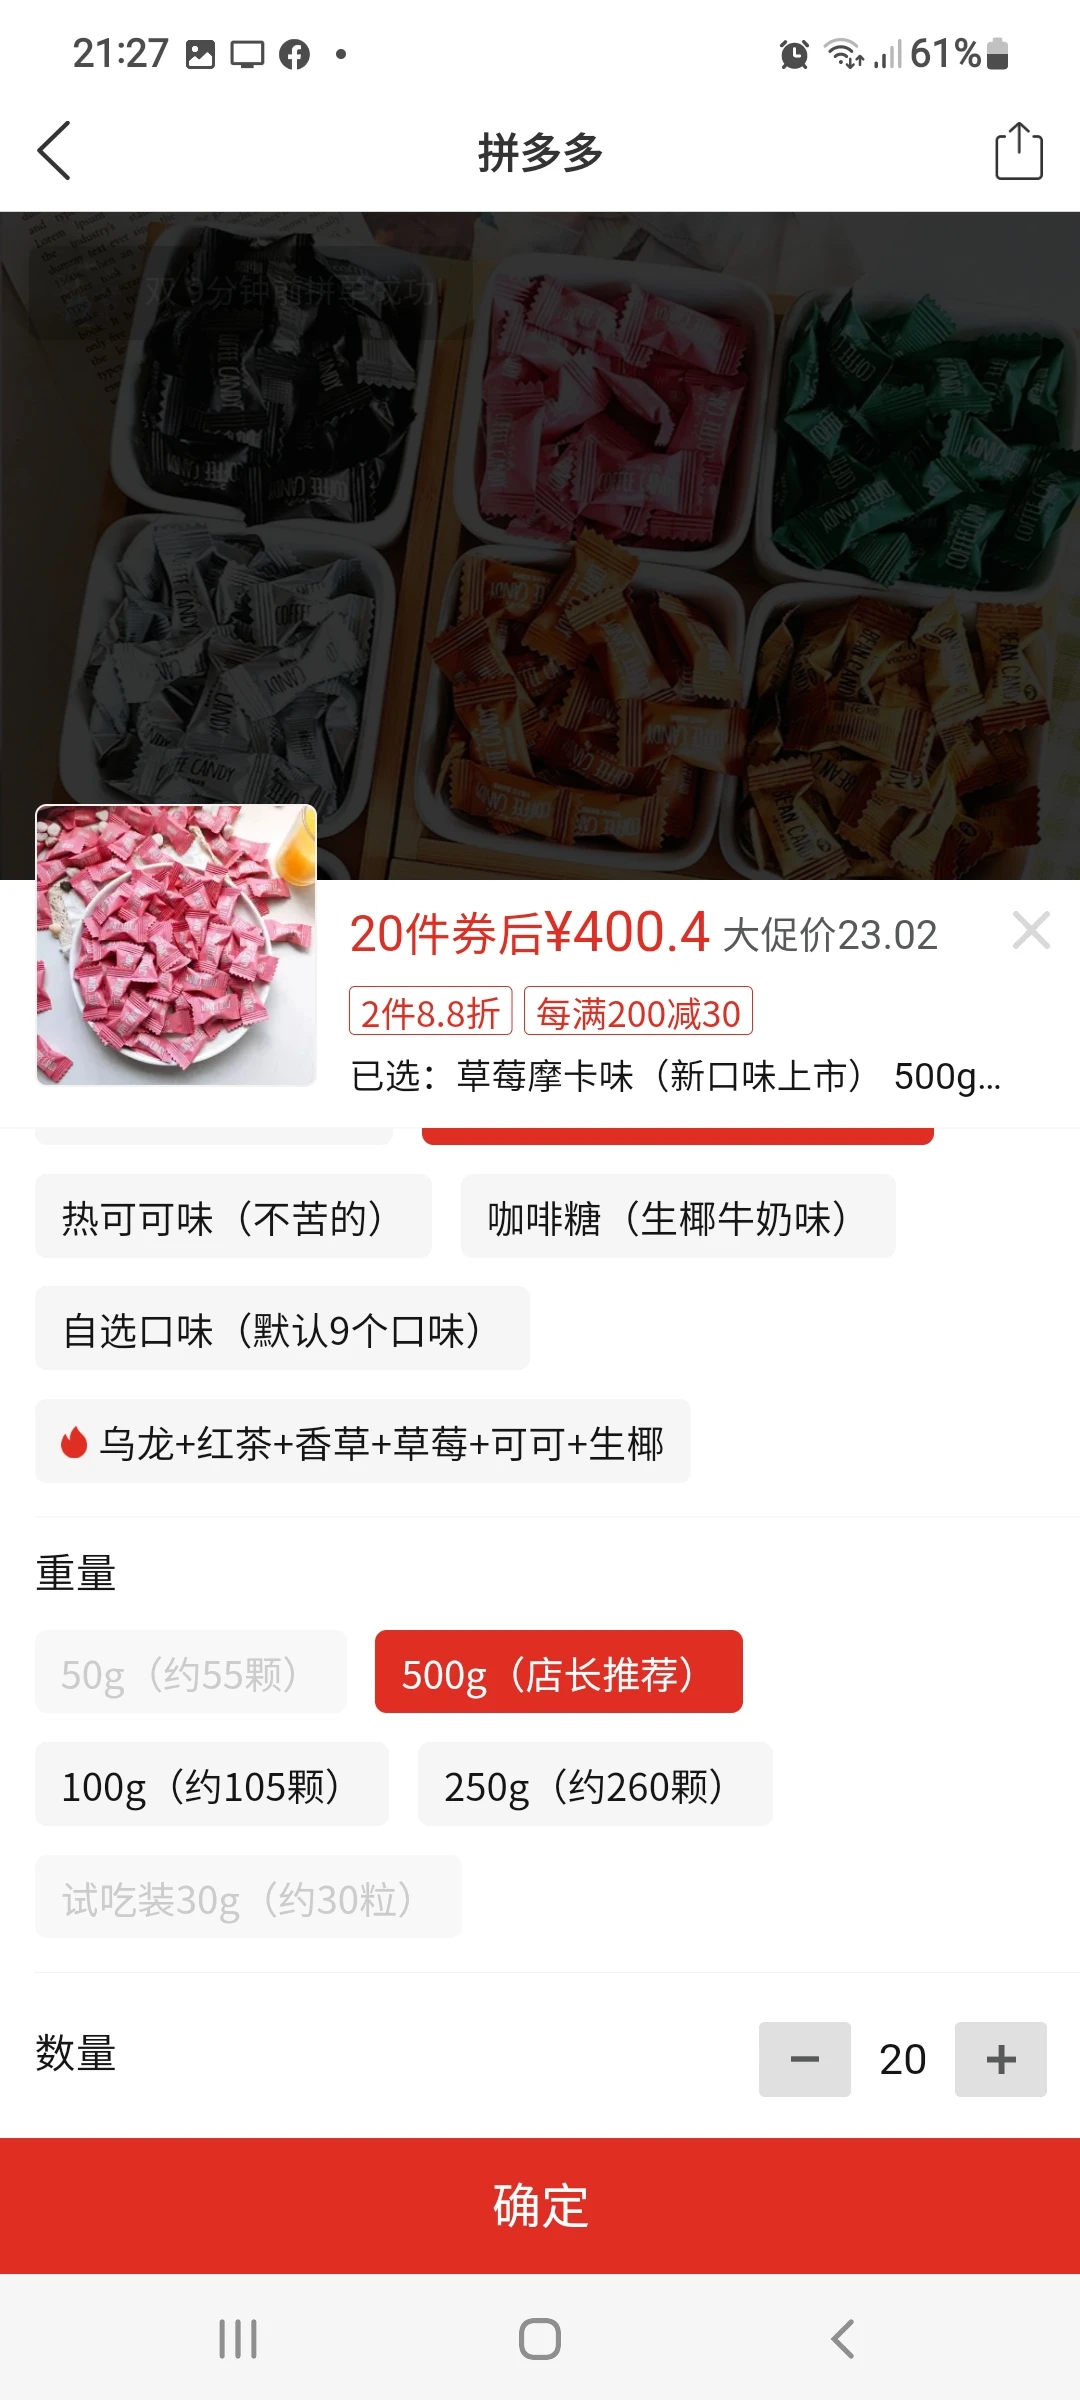 21:27
61%
拼多多
双 9分钟前拼单成功
COFFEE CANDY
20件券后¥400.4 大促价23.02
2件8.8折 每满200减30
已选：草莓摩卡味（新口味上市） 500g...
热可可味（不苦的） 咖啡糖（生椰牛奶味）
自选口味（默认9个口味）
乌龙+红茶+香草+草莓+可可+生椰
重量
50g（约55颗） 500g（店长推荐）
100g（约105颗） 250g（约260颗）
试吃装30g（约30粒）
数量
20
确定